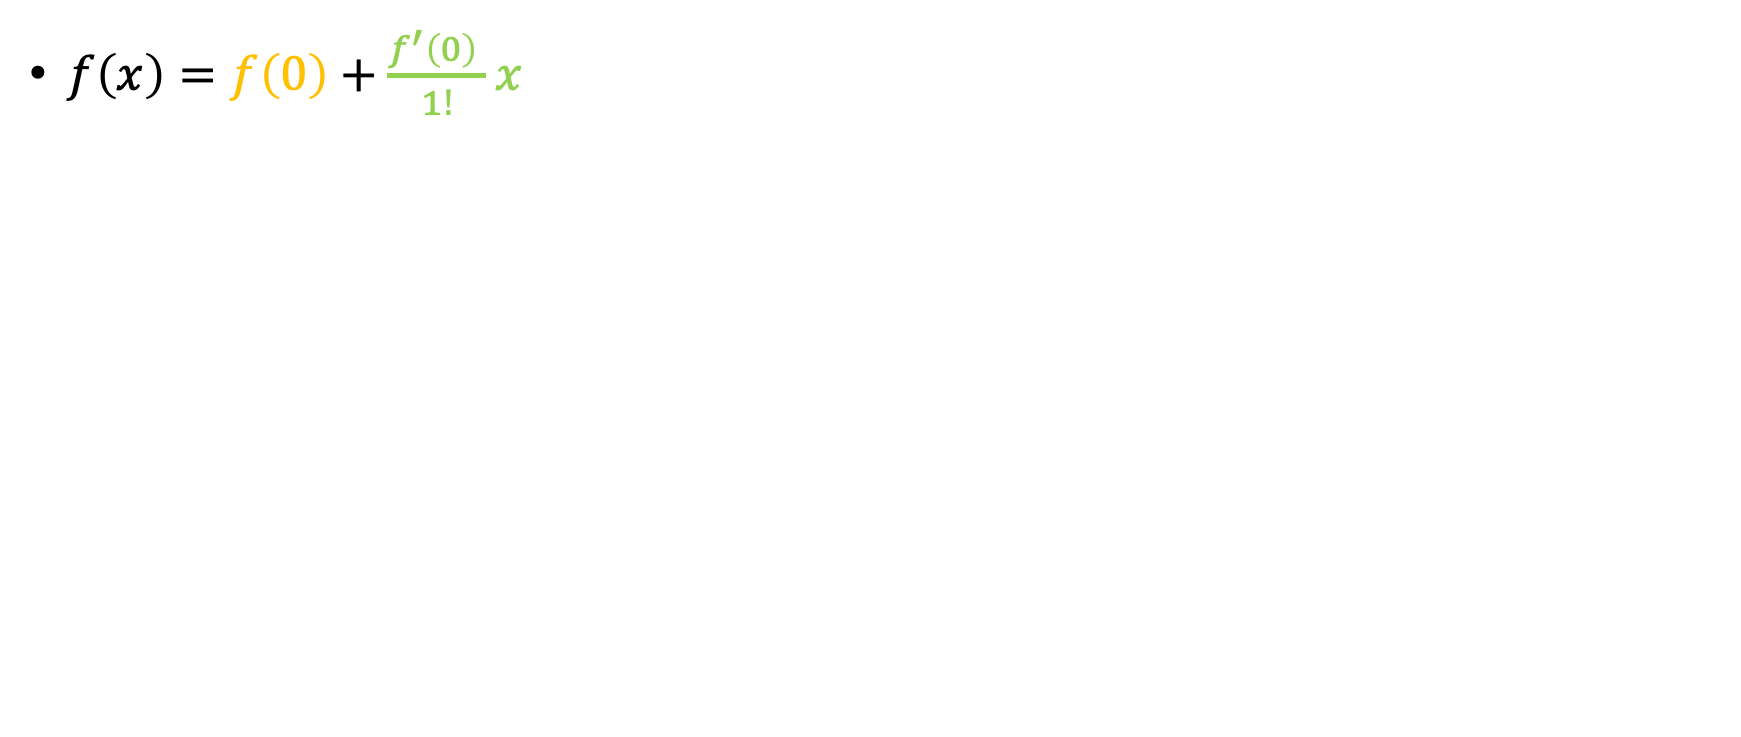 • f(x) = f(0) + f′(0)/1! x